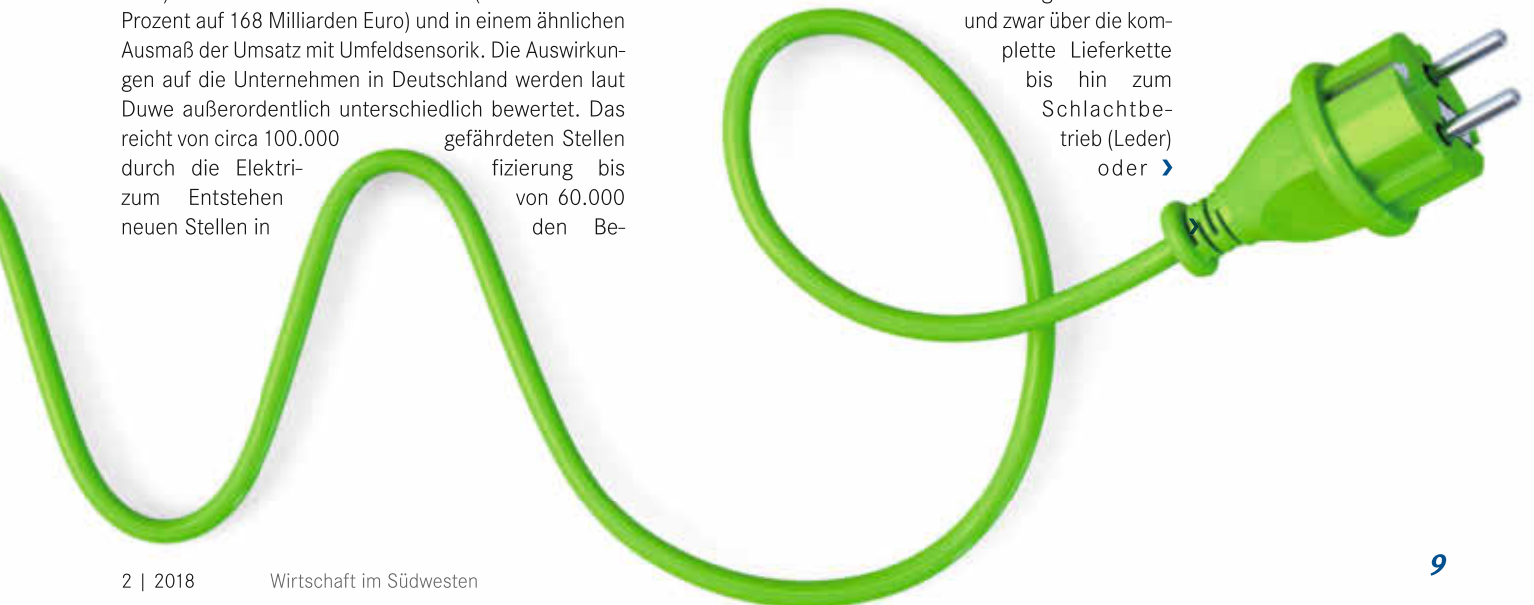 Prozent auf 168 Milliarden Euro) und in einem ähnlichen
Ausmaß der Umsatz mit Umfeldsensorik. Die Auswirkun-
gen auf die Unternehmen in Deutschland werden laut
Duwe außerordentlich unterschiedlich bewertet. Das
reicht von circa 100.000 gefährdeten Stellen
durch die Elektri- fizierung bis
zum Entstehen von 60.000
neuen Stellen in den Be-
und zwar über die kom-
plette Lieferkette
bis hin zum
Schlachtbe-
trieb (Leder)
oder ›
›
2 | 2018 Wirtschaft im Südwesten
9